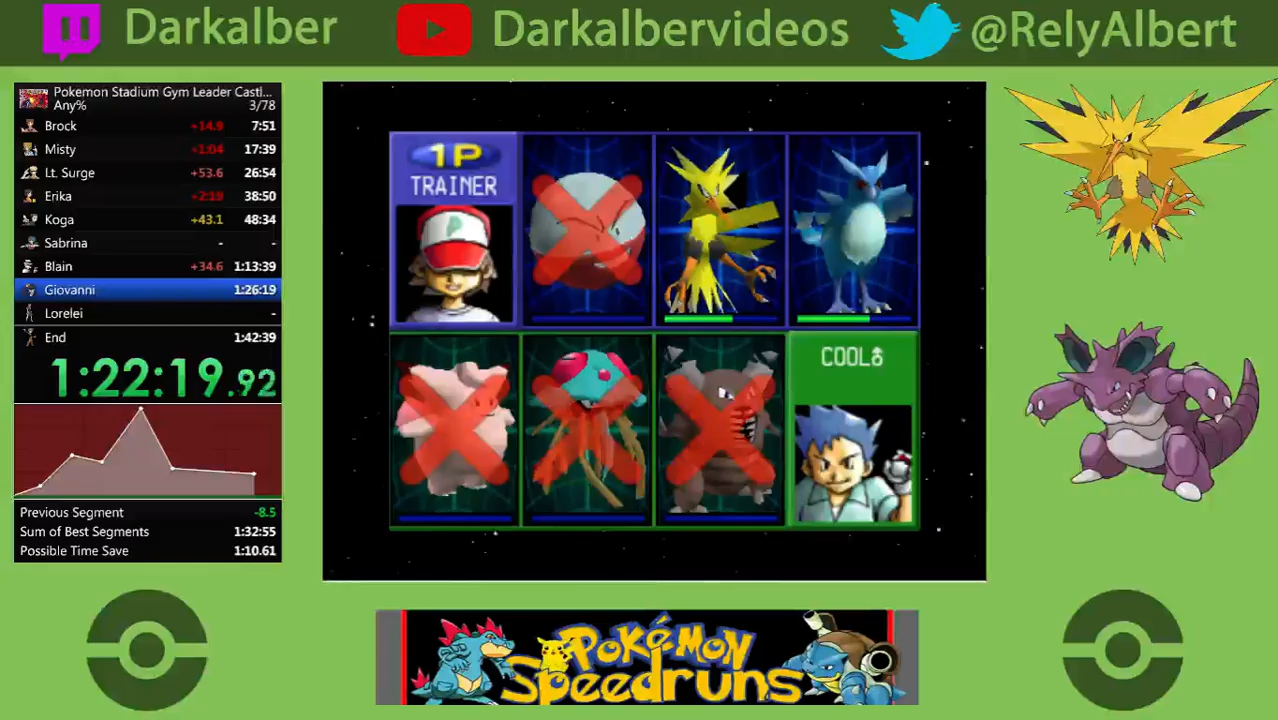 Darkalber
Darkalbervideos
@RelyAlbert
Pokemon Stadium Gym Leader Castl...
Any% 3/78
Brock +14.9 7:51
Misty +1:04 17:39
Lt. Surge +53.6 26:54
Erika +2:19 38:50
Koga +43.1 48:34
Sabrina - -
Blain +34.6 1:13:39
Giovanni 1:26:19
Lorelei -
End 1:42:39
1:22:19.92
Previous Segment -8.5
Sum of Best Segments 1:32:55
Possible Time Save 1:10.61
1P
TRAINER
COOL♂
POKéMON
Speedruns